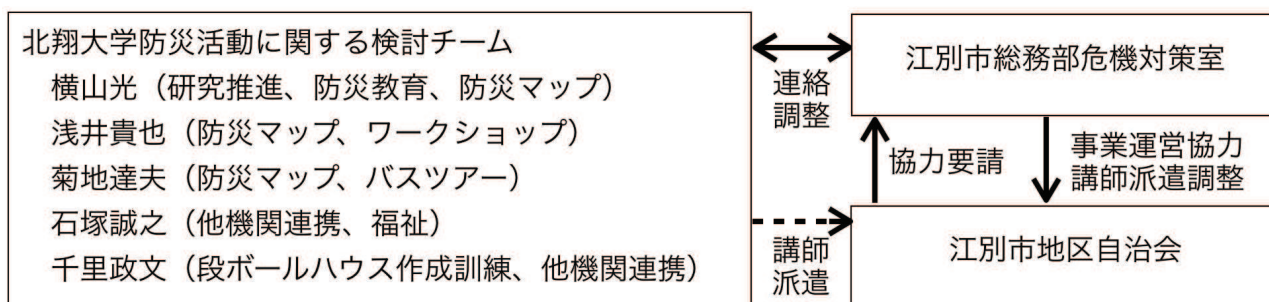 北翔大学防災活動に関する検討チーム
横山光（研究推進、防災教育、防災マップ）
浅井貴也（防災マップ、ワークショップ）
菊地達夫（防災マップ、バスツアー）
石塚誠之（他機関連携、福祉）
千里政文（段ボールハウス作成訓練、他機関連携）
連絡
調整
江別市総務部危機対策室
協力要請
事業運営協力
講師派遣調整
講師
派遣
江別市地区自治会